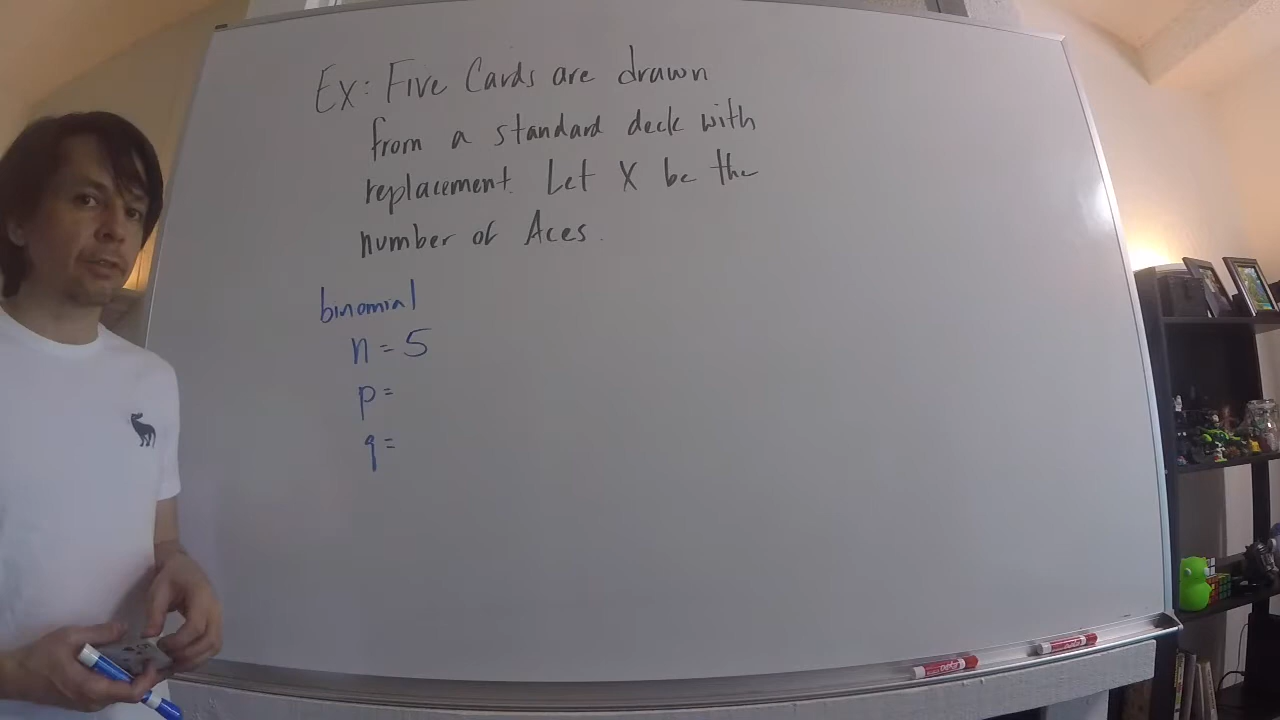 Ex: Five Cards are drawn
from a standard deck with
replacement. Let X be the
number of Aces.
binomial
n = 5
p =
q =